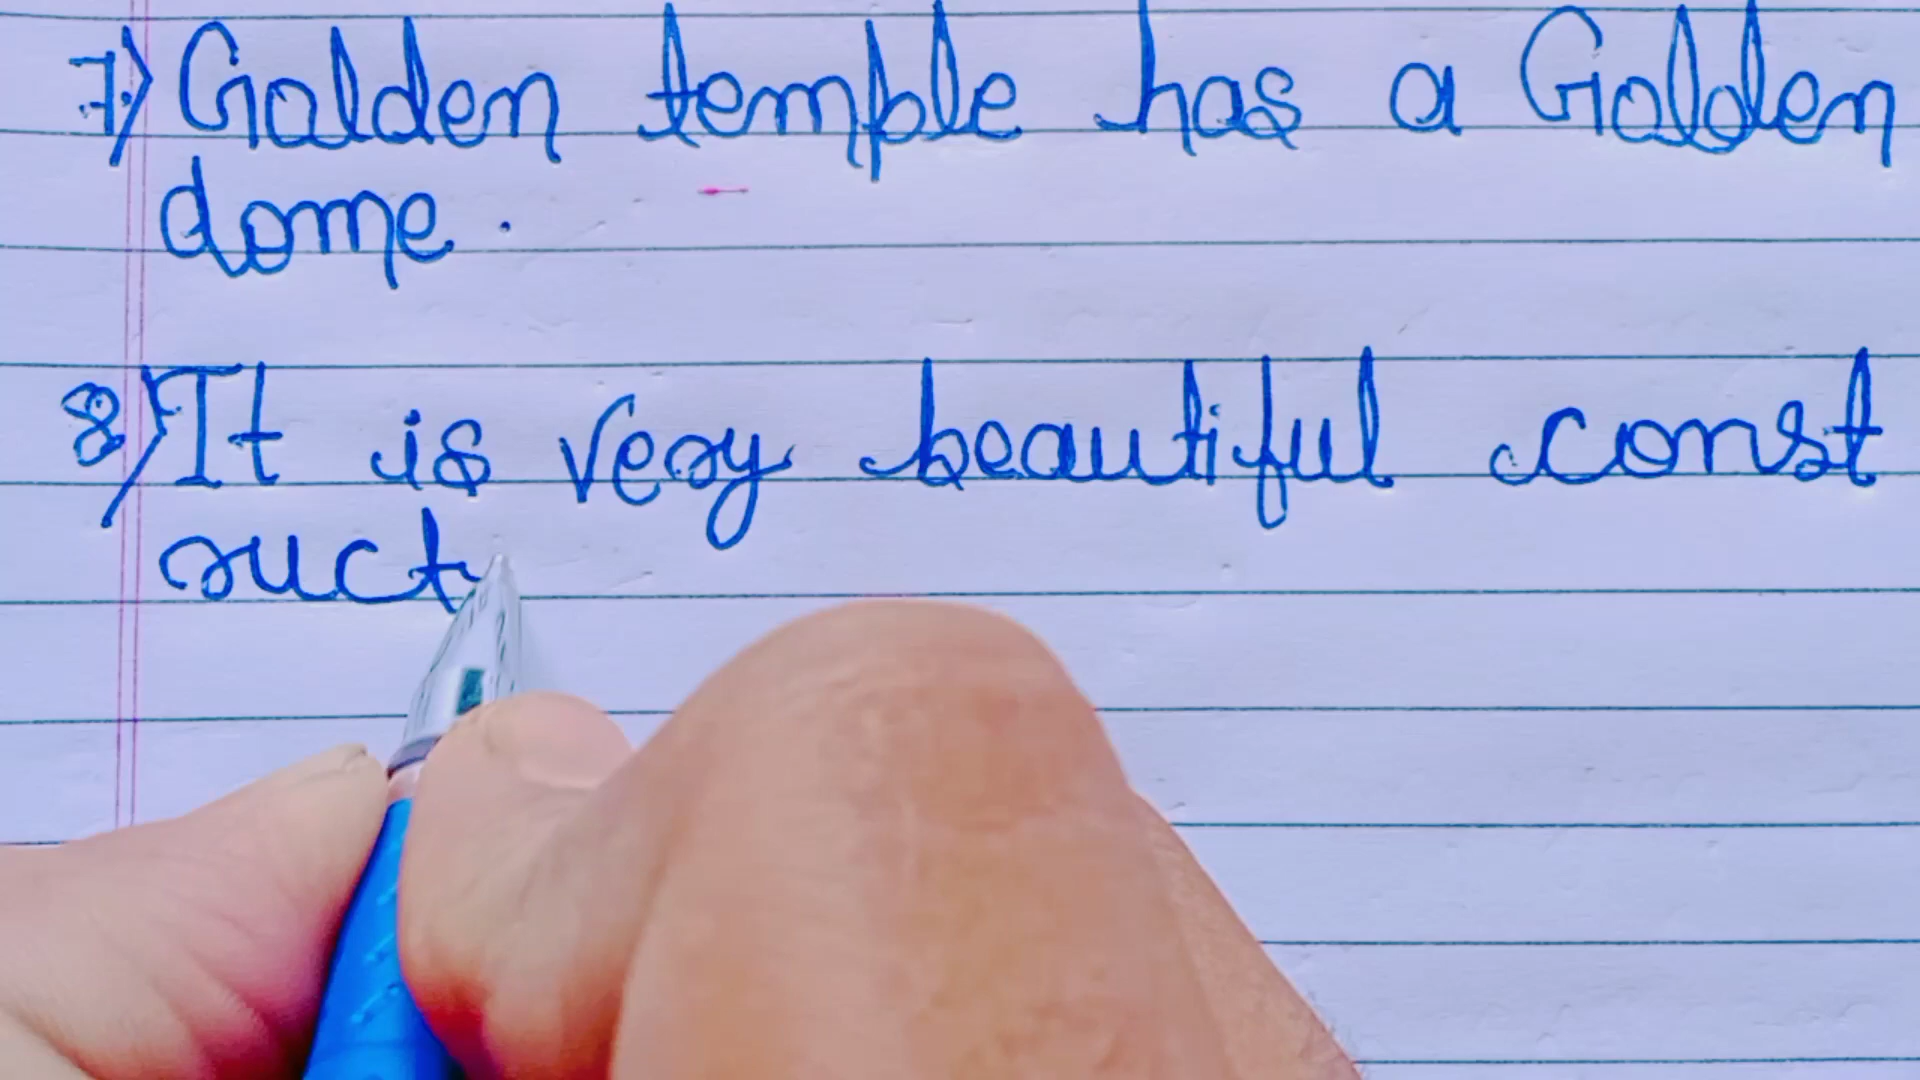 7) Golden temple has a Golden
dome.
8) It is very beautiful const
ruct